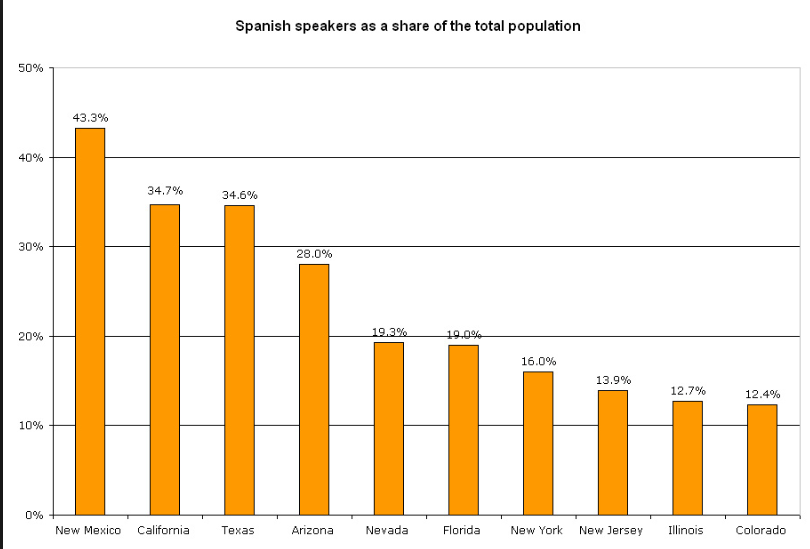 Spanish speakers as a share of the total population
50%
40%
30%
20%
10%
0%
43.3%
34.7%
34.6%
28.0%
19.3%
19.0%
16.0%
13.9%
12.7%
12.4%
New Mexico
California
Texas
Arizona
Nevada
Florida
New York
New Jersey
Illinois
Colorado